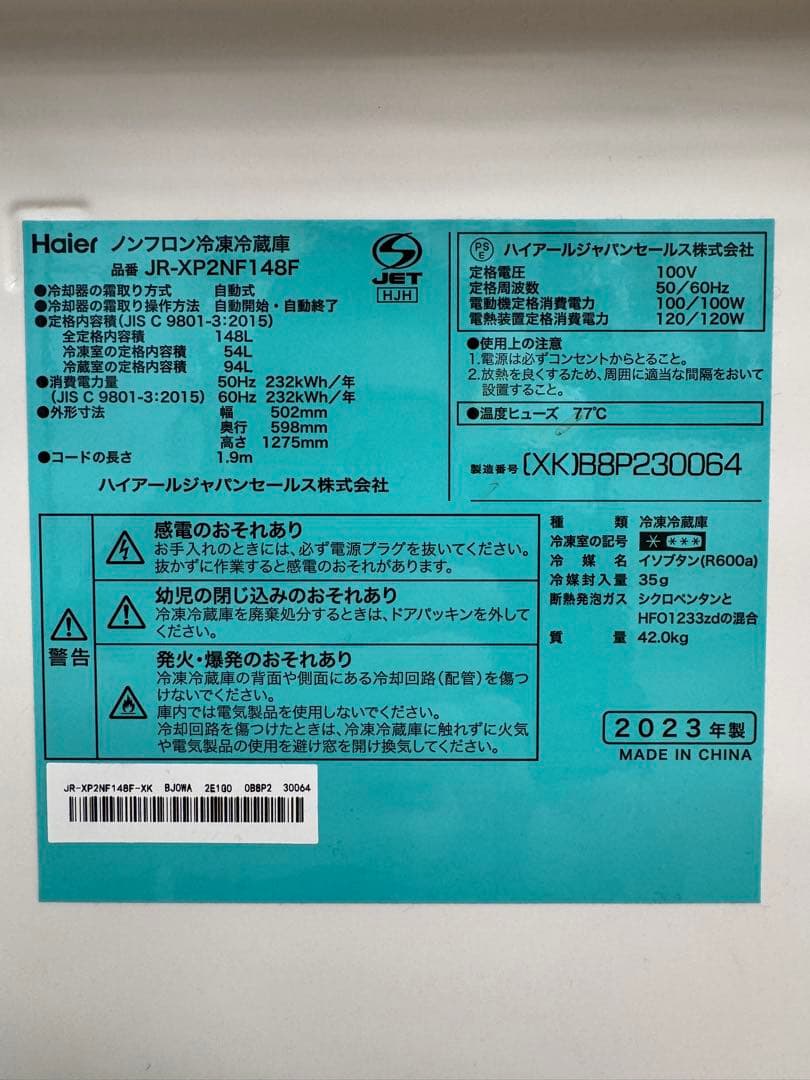 Haier ノンフロン冷凍冷蔵庫
品番 JR-XP2NF148F
●冷却器の霜取り方式 自動式
●冷却器の霜取り操作方法 自動開始・自動終了
●定格内容積(JIS C 9801-3:2015)
全定格内容積 148L
冷凍室の定格内容積 54L
冷蔵室の定格内容積 94L
●消費電力量 50Hz 232kWh/年
(JIS C 9801-3:2015) 60Hz 232kWh/年
●外形寸法 幅 502mm
奥行 598mm
高さ 1275mm
●コードの長さ 1.9m
ハイアールジャパンセールス株式会社
S
JET
HJH
PSE ハイアールジャパンセールス株式会社
定格電圧 100V
定格周波数 50/60Hz
電動機定格消費電力 100/100W
電熱装置定格消費電力 120/120W
●使用上の注意
1.電源は必ずコンセントからとること。
2.放熱を良くするため、周囲に適当な間隔をおいて
設置すること。
●温度ヒューズ 77℃
製造番号 (XK)B8P230064
警告
感電のおそれあり
お手入れのときには、必ず電源プラグを抜いてください。
抜かずに作業すると感電のおそれがあります。
幼児の閉じ込みのおそれあり
冷凍冷蔵庫を廃棄処分するときは、ドアパッキンを外して
ください。
発火・爆発のおそれあり
冷凍冷蔵庫の背面や側面にある冷却回路(配管)を傷つ
けないでください。
庫内では電気製品を使用しないでください。
冷却回路を傷つけたときは、冷凍冷蔵庫に触れずに火気
や電気製品の使用を避け窓を開け換気してください。
種類 冷凍冷蔵庫
冷凍室の記号 * ***
冷媒名 イソブタン(R600a)
冷媒封入量 35g
断熱発泡ガス シクロペンタンと
HFO1233zdの混合
質量 42.0kg
2023年製
MADE IN CHINA
JR-XP2NF148F-XK BJ0WA 2E1G0 0B8P2 30064